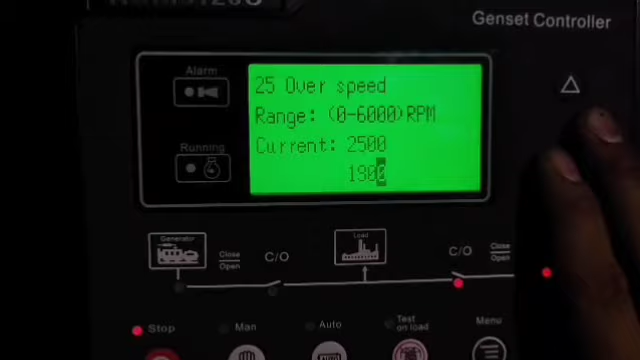 Genset Controller
Alarm
25 Over speed
Range: (0-6000)RPM
Current: 2500
1900
Running
Generator
Close
Open
C/O
Load
C/O
Close
Open
Stop
Man
Auto
Test
on load
Menu